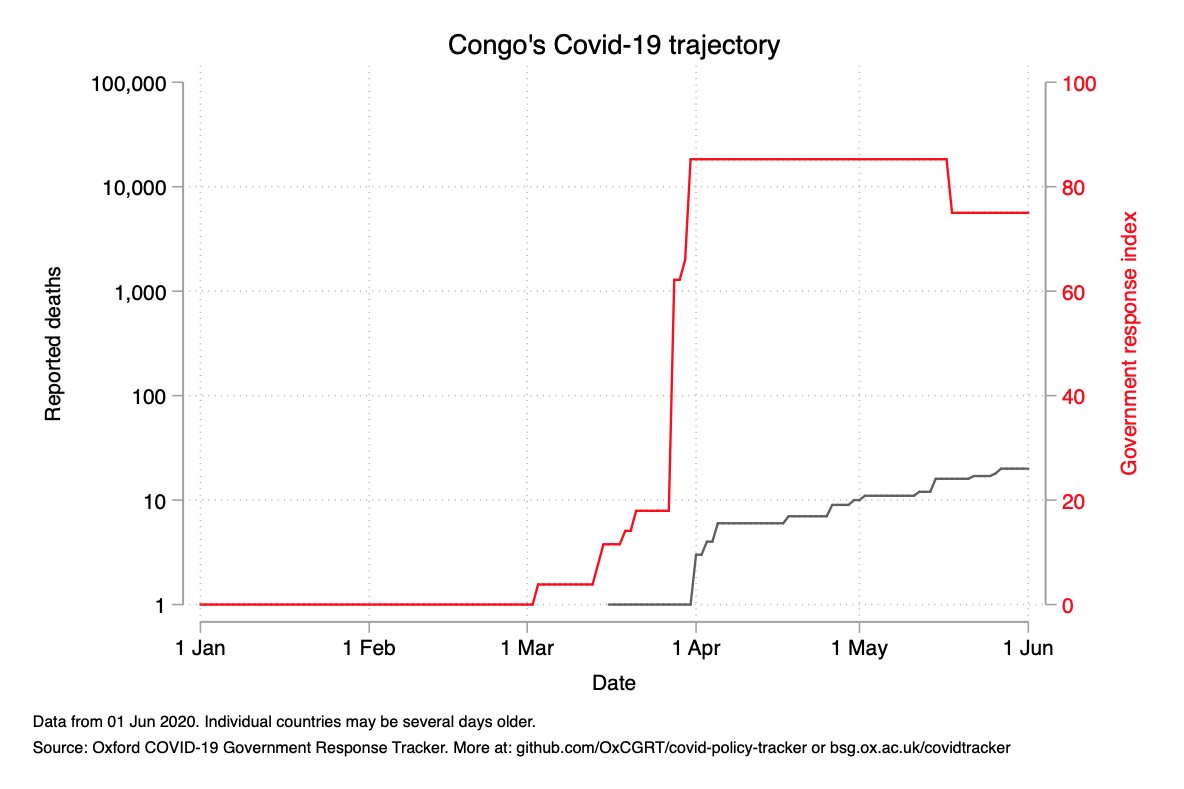 Congo's Covid-19 trajectory
100,000
10,000
1,000
100
10
1
Reported deaths
100
80
60
40
20
0
Government response index
1 Jan
1 Feb
1 Mar
1 Apr
1 May
1 Jun
Date
Data from 01 Jun 2020. Individual countries may be several days older.
Source: Oxford COVID-19 Government Response Tracker. More at: github.com/OxCGRT/covid-policy-tracker or bsg.ox.ac.uk/covidtracker